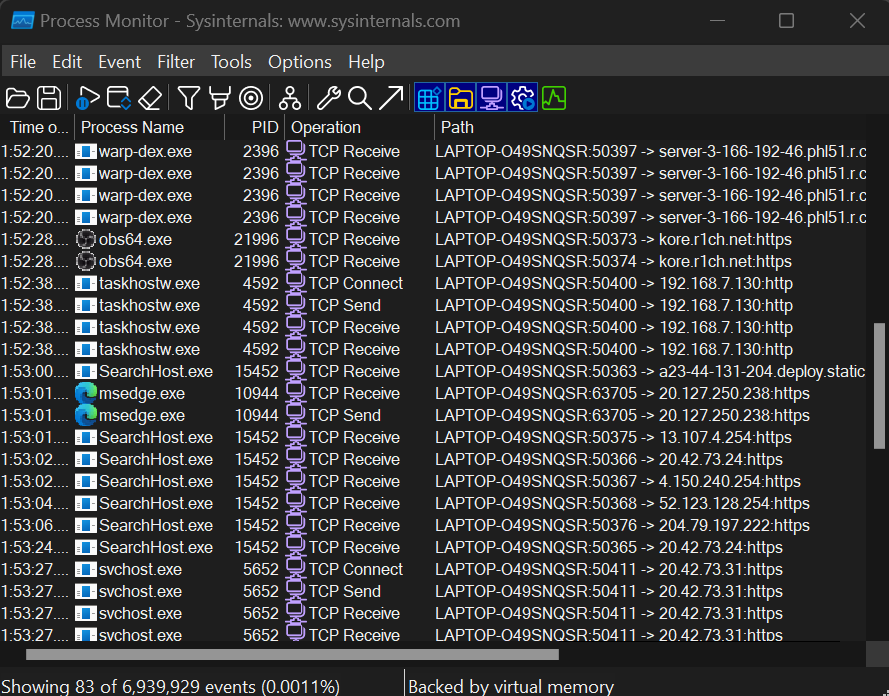 Process Monitor - Sysinternals: www.sysinternals.com
File Edit Event Filter Tools Options Help
Time o... Process Name PID Operation Path
1:52:20.... warp-dex.exe 2396 TCP Receive LAPTOP-O49SNQSR:50397 -> server-3-166-192-46.phl51.r.c
1:52:20.... warp-dex.exe 2396 TCP Receive LAPTOP-O49SNQSR:50397 -> server-3-166-192-46.phl51.r.c
1:52:20.... warp-dex.exe 2396 TCP Receive LAPTOP-O49SNQSR:50397 -> server-3-166-192-46.phl51.r.c
1:52:20.... warp-dex.exe 2396 TCP Receive LAPTOP-O49SNQSR:50397 -> server-3-166-192-46.phl51.r.c
1:52:28.... obs64.exe 21996 TCP Receive LAPTOP-O49SNQSR:50373 -> kore.r1ch.net:https
1:52:28.... obs64.exe 21996 TCP Receive LAPTOP-O49SNQSR:50374 -> kore.r1ch.net:https
1:52:38.... taskhostw.exe 4592 TCP Connect LAPTOP-O49SNQSR:50400 -> 192.168.7.130:http
1:52:38.... taskhostw.exe 4592 TCP Send LAPTOP-O49SNQSR:50400 -> 192.168.7.130:http
1:52:38.... taskhostw.exe 4592 TCP Receive LAPTOP-O49SNQSR:50400 -> 192.168.7.130:http
1:52:38.... taskhostw.exe 4592 TCP Receive LAPTOP-O49SNQSR:50400 -> 192.168.7.130:http
1:53:00.... SearchHost.exe 15452 TCP Receive LAPTOP-O49SNQSR:50363 -> a23-44-131-204.deploy.static
1:53:01.... msedge.exe 10944 TCP Receive LAPTOP-O49SNQSR:63705 -> 20.127.250.238:https
1:53:01.... msedge.exe 10944 TCP Send LAPTOP-O49SNQSR:63705 -> 20.127.250.238:https
1:53:01.... SearchHost.exe 15452 TCP Receive LAPTOP-O49SNQSR:50375 -> 13.107.4.254:https
1:53:02.... SearchHost.exe 15452 TCP Receive LAPTOP-O49SNQSR:50366 -> 20.42.73.24:https
1:53:02.... SearchHost.exe 15452 TCP Receive LAPTOP-O49SNQSR:50367 -> 4.150.240.254:https
1:53:04.... SearchHost.exe 15452 TCP Receive LAPTOP-O49SNQSR:50368 -> 52.123.128.254:https
1:53:06.... SearchHost.exe 15452 TCP Receive LAPTOP-O49SNQSR:50376 -> 204.79.197.222:https
1:53:24.... SearchHost.exe 15452 TCP Receive LAPTOP-O49SNQSR:50365 -> 20.42.73.24:https
1:53:27.... svchost.exe 5652 TCP Connect LAPTOP-O49SNQSR:50411 -> 20.42.73.31:https
1:53:27.... svchost.exe 5652 TCP Send LAPTOP-O49SNQSR:50411 -> 20.42.73.31:https
1:53:27.... svchost.exe 5652 TCP Receive LAPTOP-O49SNQSR:50411 -> 20.42.73.31:https
1:53:27.... svchost.exe 5652 TCP Receive LAPTOP-O49SNQSR:50411 -> 20.42.73.31:https
Showing 83 of 6,939,929 events (0.0011%) Backed by virtual memory